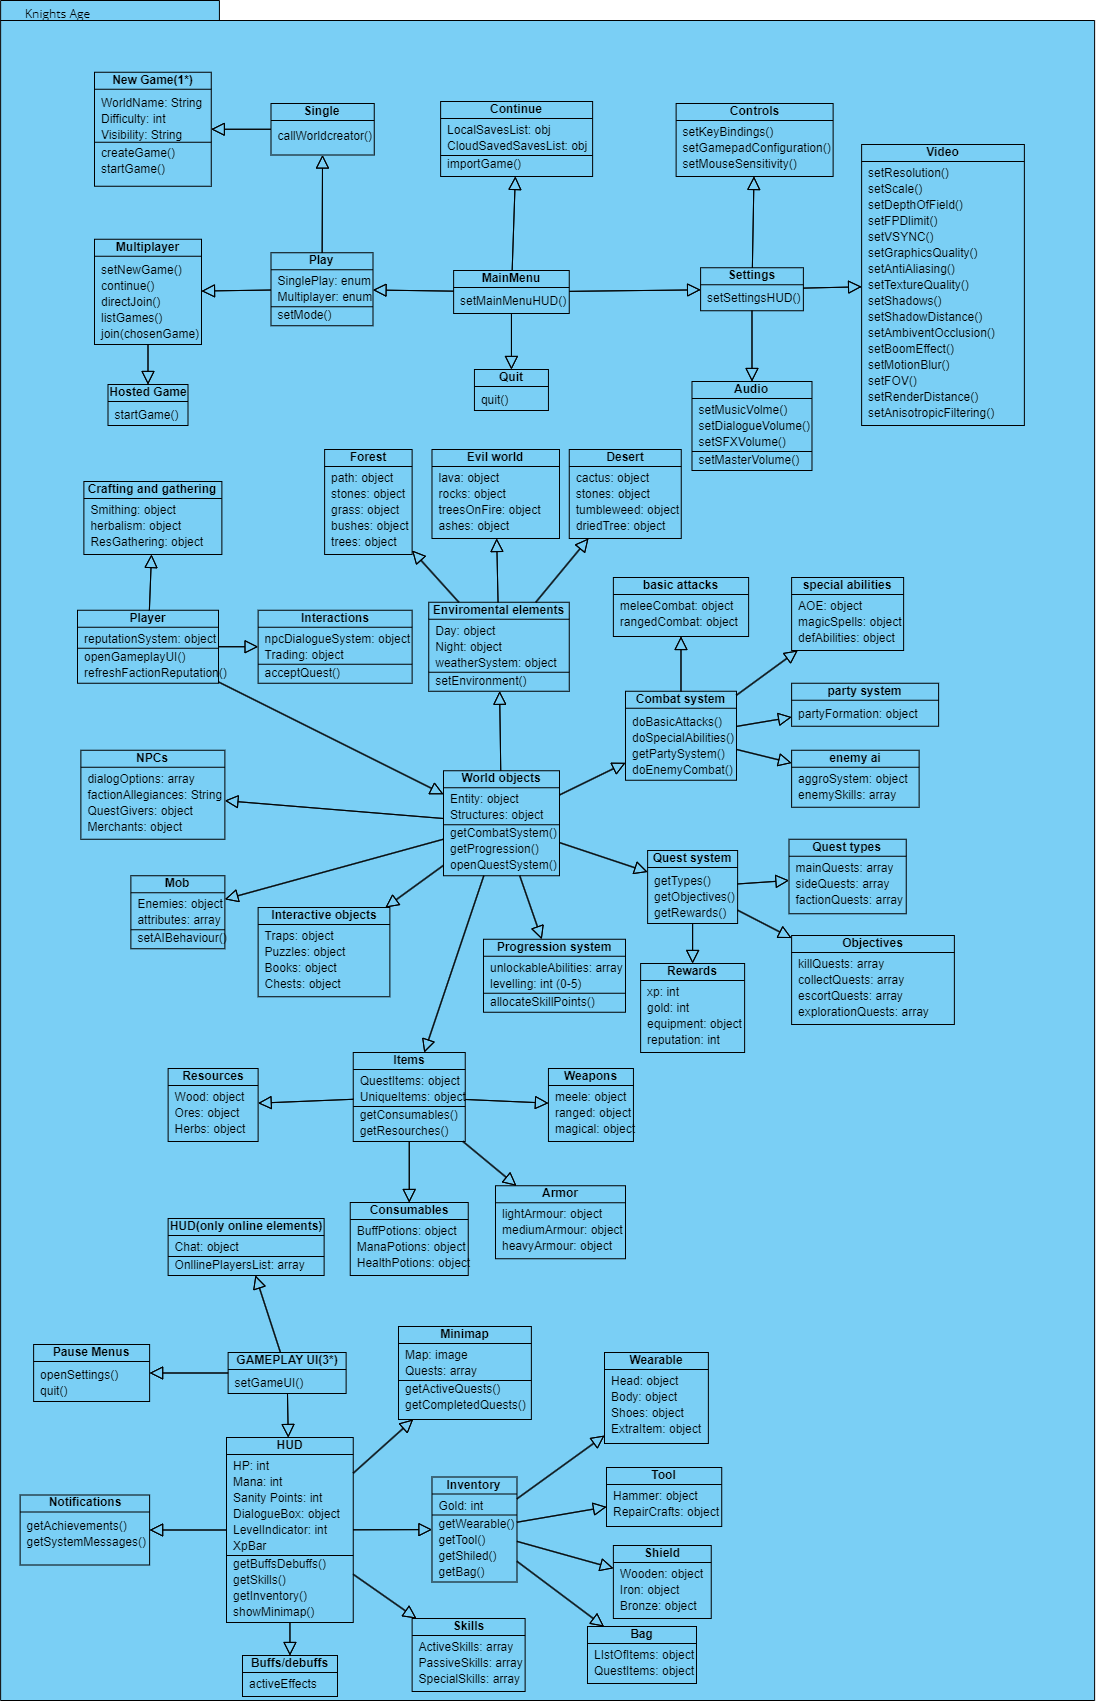 Knights Age
New Game(1*)
WorldName: String
Difficulty: int
Visibility: String
createGame()
startGame()
Single
callWorldcreator()
Continue
LocalSavesList: obj
CloudSavedSavesList: obj
importGame()
Controls
setKeyBindings()
setGamepadConfiguration()
setMouseSensitivity()
Video
setResolution()
setScale()
setDepthOfField()
setFPDlimit()
setVSYNC()
setGraphicsQuality()
setAntiAliasing()
setTextureQuality()
setShadows()
setShadowDistance()
setAmbiventOcclusion()
setBoomEffect()
setMotionBlur()
setFOV()
setRenderDistance()
setAnisotropicFiltering()
Multiplayer
setNewGame()
continue()
directJoin()
listGames()
join(chosenGame)
Play
SinglePlay: enum
Multiplayer: enum
setMode()
MainMenu
setMainMenuHUD()
Settings
setSettingsHUD()
Hosted Game
startGame()
Quit
quit()
Audio
setMusicVolme()
setDialogueVolume()
setSFXVolume()
setMasterVolume()
Forest
path: object
stones: object
grass: object
bushes: object
trees: object
Evil world
lava: object
rocks: object
treesOnFire: object
ashes: object
Desert
cactus: object
stones: object
tumbleweed: object
driedTree: object
Crafting and gathering
Smithing: object
herbalism: object
ResGathering: object
Player
reputationSystem: object
openGameplayUI()
refreshFactionReputation()
Interactions
npcDialogueSystem: object
Trading: object
acceptQuest()
Enviromental elements
Day: object
Night: object
weatherSystem: object
setEnvironment()
basic attacks
meleeCombat: object
rangedCombat: object
special abilities
AOE: object
magicSpells: object
defAbilities: object
Combat system
doBasicAttacks()
doSpecialAbilities()
getPartySystem()
doEnemyCombat()
party system
partyFormation: object
enemy ai
aggroSystem: object
enemySkills: array
NPCs
dialogOptions: array
factionAllegiances: String
QuestGivers: object
Merchants: object
World objects
Entity: object
Structures: object
getCombatSystem()
getProgression()
openQuestSystem()
Quest system
getTypes()
getObjectives()
getRewards()
Quest types
mainQuests: array
sideQuests: array
factionQuests: array
Mob
Enemies: object
attributes: array
setAIBehaviour()
Interactive objects
Traps: object
Puzzles: object
Books: object
Chests: object
Progression system
unlockableAbilities: array
levelling: int (0-5)
allocateSkillPoints()
Rewards
xp: int
gold: int
equipment: object
reputation: int
Objectives
killQuests: array
collectQuests: array
escortQuests: array
explorationQuests: array
Resources
Wood: object
Ores: object
Herbs: object
Items
QuestItems: object
UniqueItems: object
getConsumables()
getResourches()
Weapons
meele: object
ranged: object
magical: object
Consumables
BuffPotions: object
ManaPotions: object
HealthPotions: object
Armor
lightArmour: object
mediumArmour: object
heavyArmour: object
HUD(only online elements)
Chat: object
OnllinePlayersList: array
Pause Menus
openSettings()
quit()
GAMEPLAY UI(3*)
setGameUI()
Minimap
Map: image
Quests: array
getActiveQuests()
getCompletedQuests()
Wearable
Head: object
Body: object
Shoes: object
ExtraItem: object
HUD
HP: int
Mana: int
Sanity Points: int
DialogueBox: object
LevelIndicator: int
XpBar
getBuffsDebuffs()
getSkills()
getInventory()
showMinimap()
Notifications
getAchievements()
getSystemMessages()
Inventory
Gold: int
getWearable()
getTool()
getShiled()
getBag()
Tool
Hammer: object
RepairCrafts: object
Shield
Wooden: object
Iron: object
Bronze: object
Skills
ActiveSkills: array
PassiveSkills: array
SpecialSkills: array
Bag
LIstOfItems: object
QuestItems: object
Buffs/debuffs
activeEffects